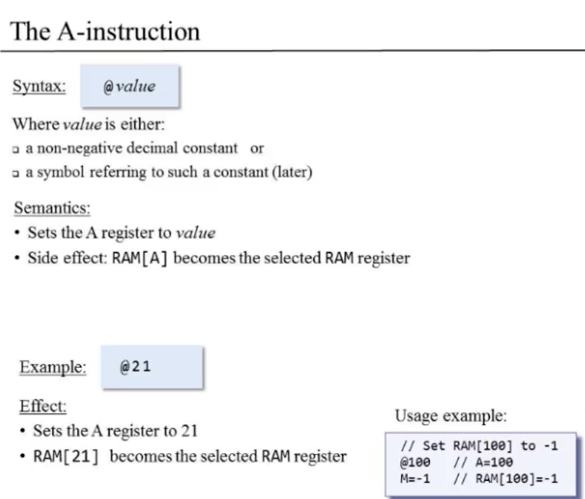 The A-instruction
Syntax: @value
Where value is either:
❑ a non-negative decimal constant or
❑ a symbol referring to such a constant (later)
Semantics:
• Sets the A register to value
• Side effect: RAM[A] becomes the selected RAM register
Example: @21
Effect:
• Sets the A register to 21
• RAM[21] becomes the selected RAM register
Usage example:
// Set RAM[100] to -1
@100 // A=100
M=-1 // RAM[100]=-1